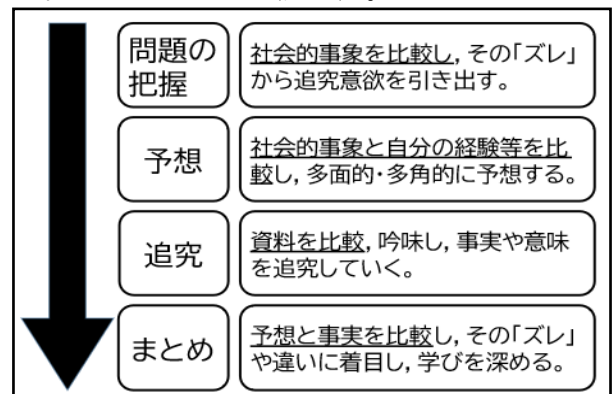 問題の
把握
社会的事象を比較し,その「ズレ」
から追究意欲を引き出す。
予想
社会的事象と自分の経験等を比
較し,多面的・多角的に予想する。
追究
資料を比較,吟味し,事実や意味
を追究していく。
まとめ
予想と事実を比較し,その「ズレ」
や違いに着目し,学びを深める。